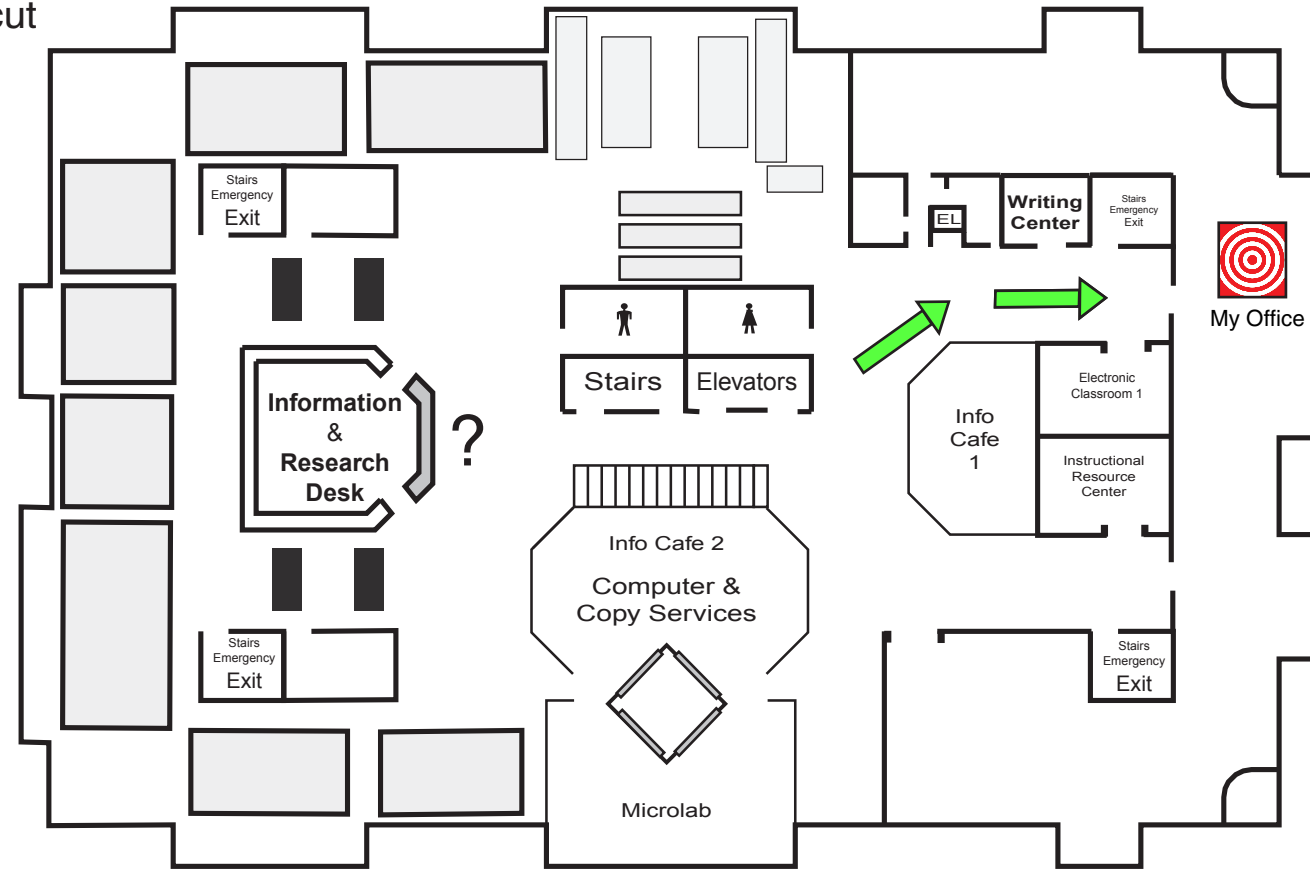 cut
Stairs
Emergency
Exit
EL
Writing
Center
Stairs
Emergency
Exit
My Office
Stairs
Elevators
Information
&
Research
Desk
?
Electronic
Classroom 1
Info
Cafe
1
Instructional
Resource
Center
Info Cafe 2
Computer &
Copy Services
Stairs
Emergency
Exit
Stairs
Emergency
Exit
Microlab